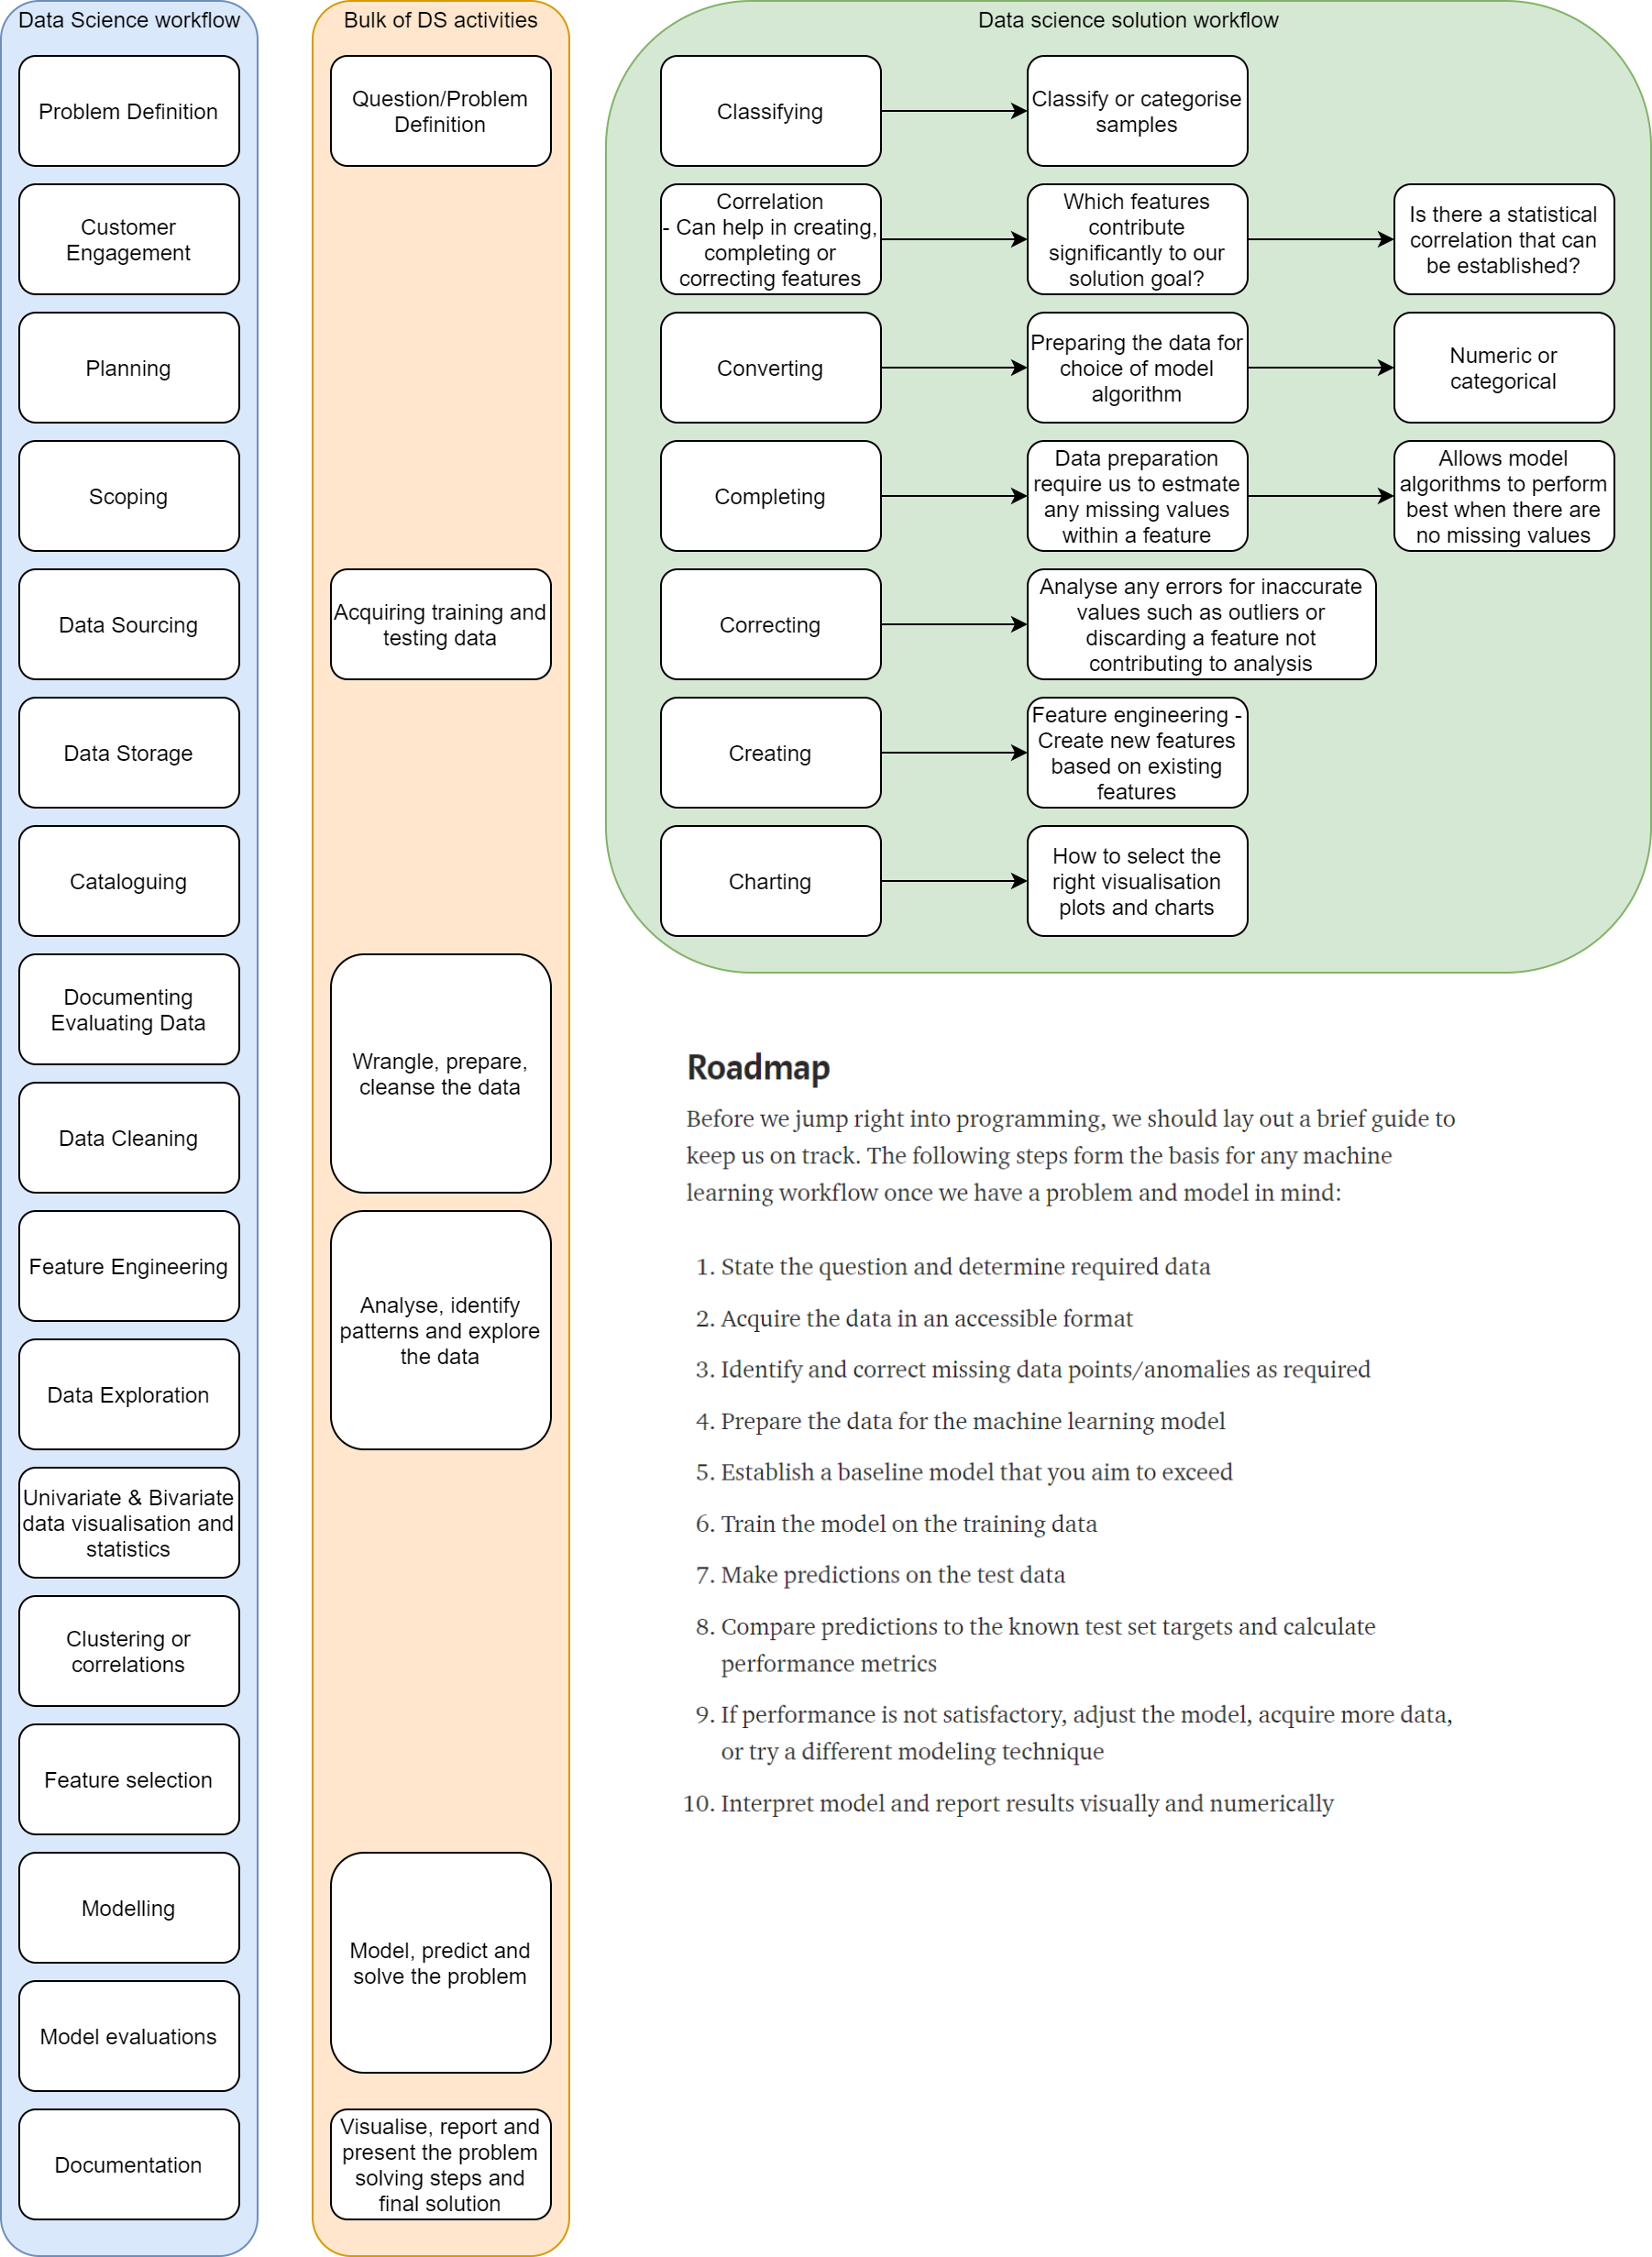 Data Science workflow
Problem Definition
Customer
Engagement
Planning
Scoping
Data Sourcing
Data Storage
Cataloguing
Documenting
Evaluating Data
Data Cleaning
Feature Engineering
Data Exploration
Univariate & Bivariate
data visualisation and
statistics
Clustering or
correlations
Feature selection
Modelling
Model evaluations
Documentation
Bulk of DS activities
Question/Problem
Definition
Acquiring training and
testing data
Wrangle, prepare,
cleanse the data
Analyse, identify
patterns and explore
the data
Model, predict and
solve the problem
Visualise, report and
present the problem
solving steps and
final solution
Data science solution workflow
Classifying
Classify or categorise
samples
Correlation
- Can help in creating,
completing or
correcting features
Which features
contribute
significantly to our
solution goal?
Is there a statistical
correlation that can
be established?
Converting
Preparing the data for
choice of model
algorithm
Numeric or
categorical
Completing
Data preparation
require us to estmate
any missing values
within a feature
Allows model
algorithms to perform
best when there are
no missing values
Correcting
Analyse any errors for inaccurate
values such as outliers or
discarding a feature not
contributing to analysis
Creating
Feature engineering -
Create new features
based on existing
features
Charting
How to select the
right visualisation
plots and charts
Roadmap
Before we jump right into programming, we should lay out a brief guide to
keep us on track. The following steps form the basis for any machine
learning workflow once we have a problem and model in mind:
1. State the question and determine required data
2. Acquire the data in an accessible format
3. Identify and correct missing data points/anomalies as required
4. Prepare the data for the machine learning model
5. Establish a baseline model that you aim to exceed
6. Train the model on the training data
7. Make predictions on the test data
8. Compare predictions to the known test set targets and calculate
performance metrics
9. If performance is not satisfactory, adjust the model, acquire more data,
or try a different modeling technique
10. Interpret model and report results visually and numerically